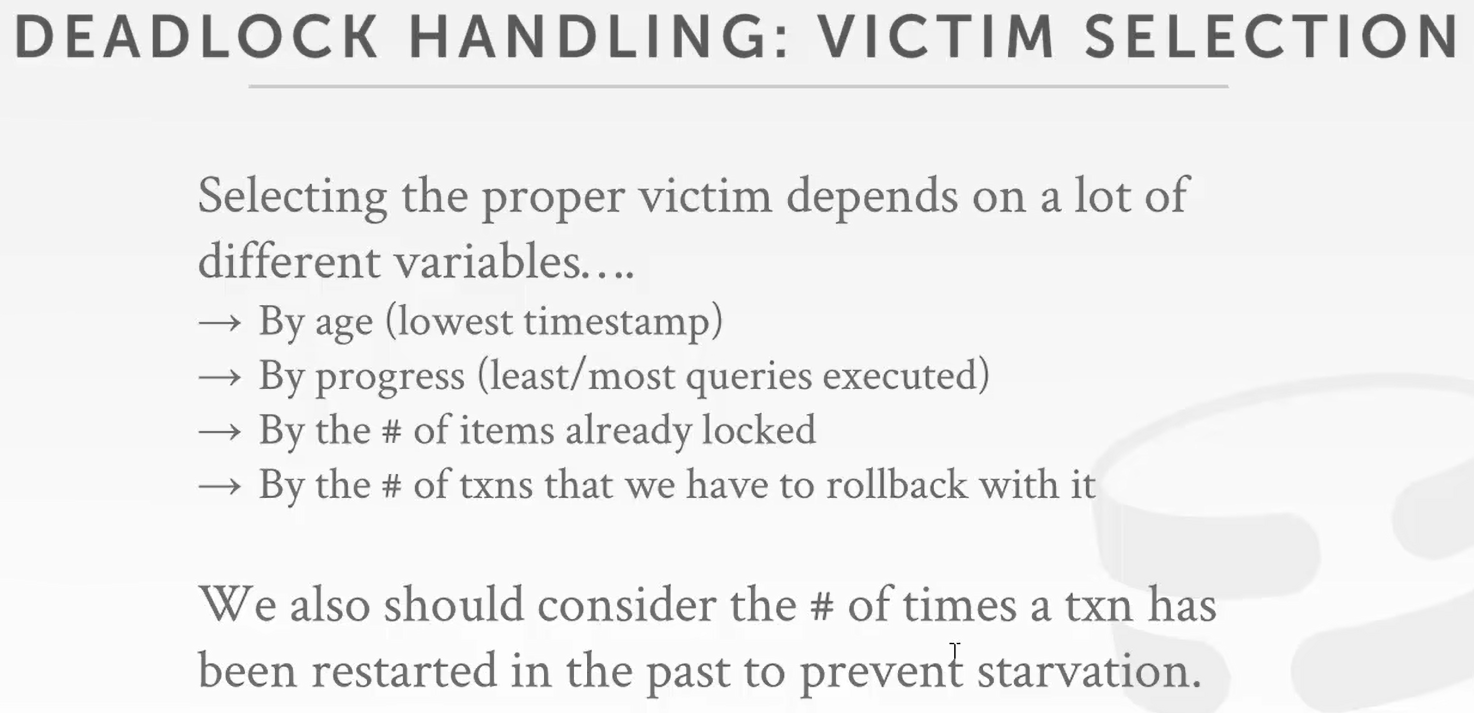 DEADLOCK HANDLING: VICTIM SELECTION
Selecting the proper victim depends on a lot of
different variables….
→ By age (lowest timestamp)
→ By progress (least/most queries executed)
→ By the # of items already locked
→ By the # of txns that we have to rollback with it
We also should consider the # of times a txn has
been restarted in the past to prevent starvation.